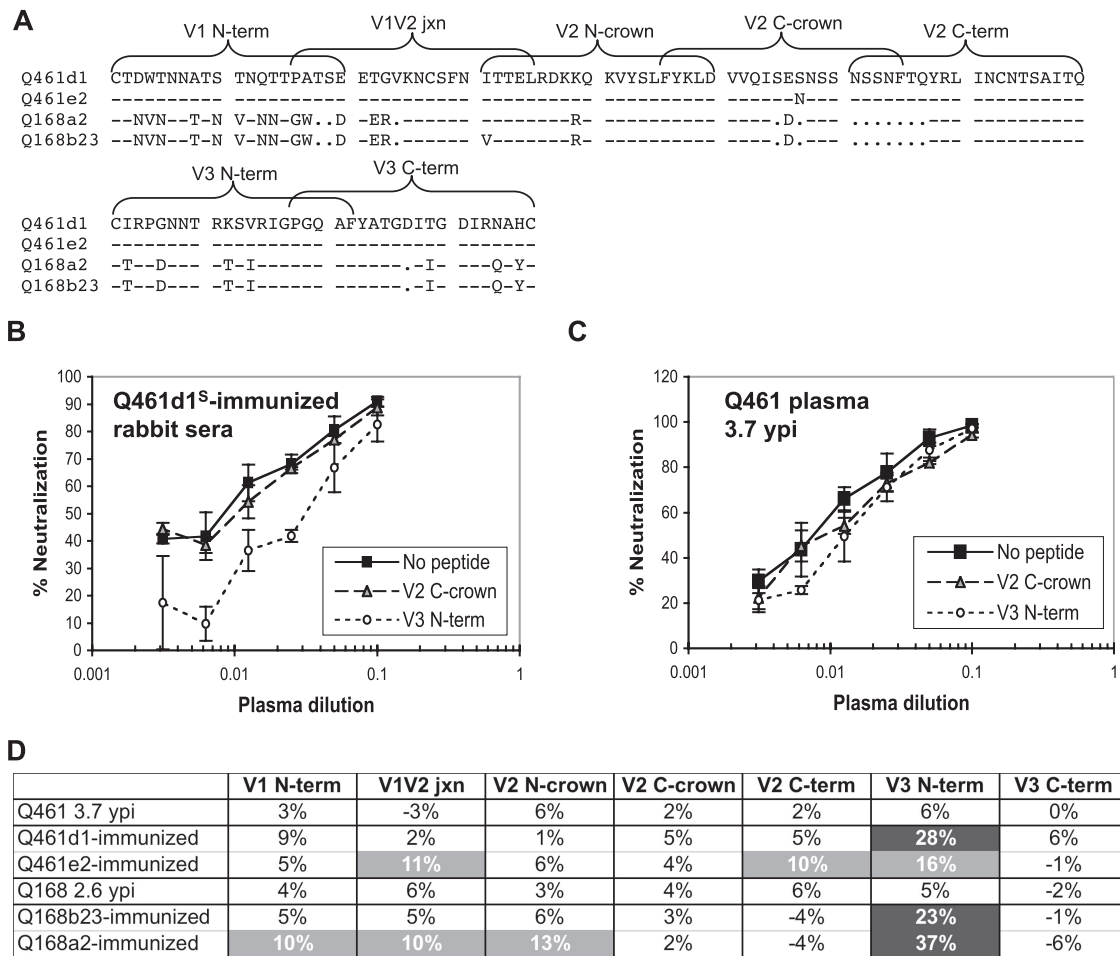 A
V1 N-term V1V2 jxn V2 N-crown V2 C-crown V2 C-term
Q461d1 CTDWTNNATS TNQTTPATSE ETGVKNCSFN ITTELRDKKQ KVYSLFYKLD VVQISESNSS NSSNFTQYRL INCNTSAITQ
Q461e2 ---------- ---------- ---------- ---------- ---------- -------N-- ---------- ----------
Q168a2 --NVN--T-N V-NN-GW..D -ER.------ --------R- ---------- -----.D.-- .......--- ----------
Q168b23 --NVN--T-N V-NN-GW..D -ER.------ V-------R- ---------- -----.D.-- .......--- ----------
V3 N-term V3 C-term
Q461d1 CIRPGNNT RKSVRIGPGQ AFYATGDITG DIRNAHC
Q461e2 -------- ---------- ---------- -------
Q168a2 -T--D--- -T-I------ ------.-I- ---Q-Y-
Q168b23 -T--D--- -T-I------ ------.-I- ---Q-Y-
B
Q461d1ˢ-immunized
rabbit sera
% Neutralization
100
90
80
70
60
50
40
30
20
10
0
0.001 0.01 0.1 1
Plasma dilution
No peptide
V2 C-crown
V3 N-term
C
Q461 plasma
3.7 ypi
% Neutralization
120
100
80
60
40
20
0
0.001 0.01 0.1 1
Plasma dilution
No peptide
V2 C-crown
V3 N-term
D
V1 N-term V1V2 jxn V2 N-crown V2 C-crown V2 C-term V3 N-term V3 C-term
Q461 3.7 ypi 3% -3% 6% 2% 2% 6% 0%
Q461d1-immunized 9% 2% 1% 5% 5% 28% 6%
Q461e2-immunized 5% 11% 6% 4% 10% 16% -1%
Q168 2.6 ypi 4% 6% 3% 4% 6% 5% -2%
Q168b23-immunized 5% 5% 6% 3% -4% 23% -1%
Q168a2-immunized 10% 10% 13% 2% -4% 37% -6%